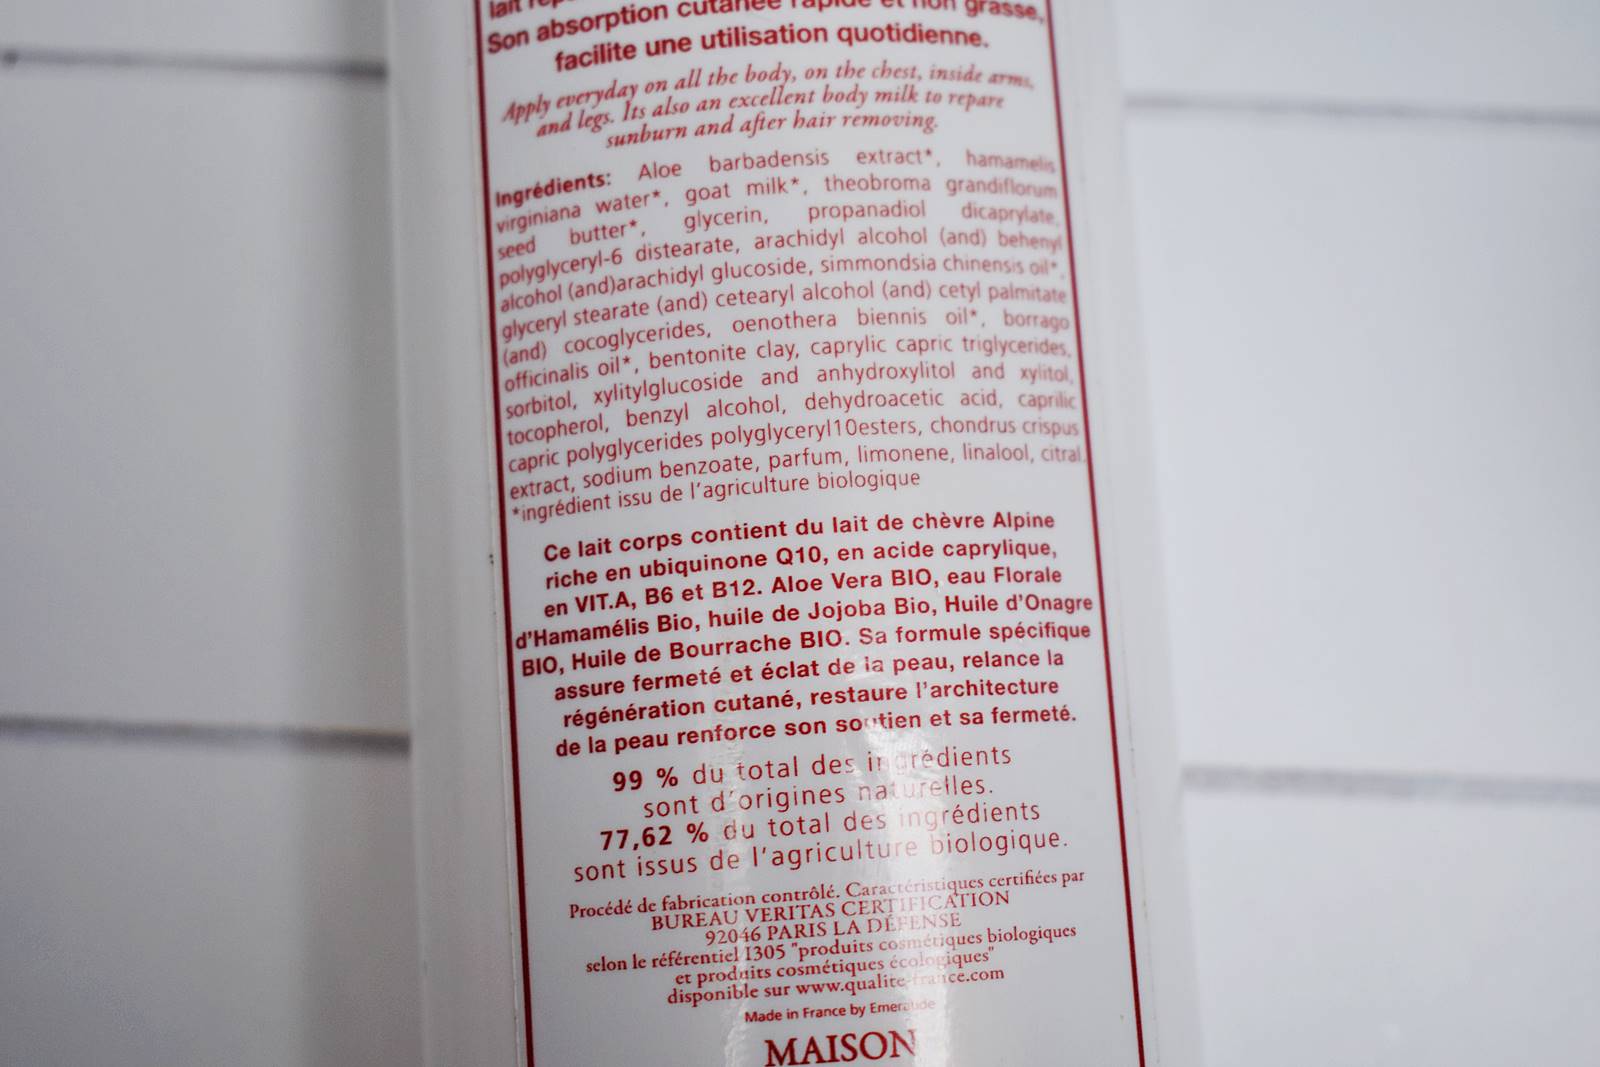 lait
Son absorption cutanée rapide et non grasse,
facilite une utilisation quotidienne.
Apply everyday on all the body, on the chest, inside arms,
and legs. Its also an excellent body milk to repare
sunburn and after hair removing.
Ingrédients: Aloe barbadensis extract*, hamamelis
virginiana water*, goat milk*, theobroma grandiflorum
seed butter*, glycerin, propanadiol dicaprylate,
polyglyceryl-6 distearate, arachidyl alcohol (and) behenyl
alcohol (and)arachidyl glucoside, simmondsia chinensis oil*,
glyceryl stearate (and) cetearyl alcohol (and) cetyl palmitate
(and) cocoglycerides, oenothera biennis oil*, borrago
officinalis oil*, bentonite clay, caprylic capric triglycerides,
sorbitol, xylitylglucoside and anhydroxylitol and xylitol,
tocopherol, benzyl alcohol, dehydroacetic acid, caprilic
capric polyglycerides polyglyceryl10esters, chondrus crispus
extract, sodium benzoate, parfum, limonene, linalool, citral.
*ingrédient issu de l'agriculture biologique
Ce lait corps contient du lait de chèvre Alpine
riche en ubiquinone Q10, en acide caprylique,
en VIT.A, B6 et B12. Aloe Vera BIO, eau Florale
d'Hamamélis Bio, huile de Jojoba Bio, Huile d'Onagre
BIO, Huile de Bourrache BIO. Sa formule spécifique
assure fermeté et éclat de la peau, relance la
régénération cutané, restaure l'architecture
de la peau renforce son soutien et sa fermeté.
99 % du total des ingrédients
sont d'origines naturelles.
77,62 % du total des ingrédients
sont issus de l'agriculture biologique.
Procédé de fabrication contrôlé. Caractéristiques certifiées par
BUREAU VERITAS CERTIFICATION
92046 PARIS LA DÉFENSE
selon le référentiel I305 "produits cosmétiques biologiques
et produits cosmétiques écologiques"
disponible sur www.qualite-france.com
Made in France by Emeraude
MAISON